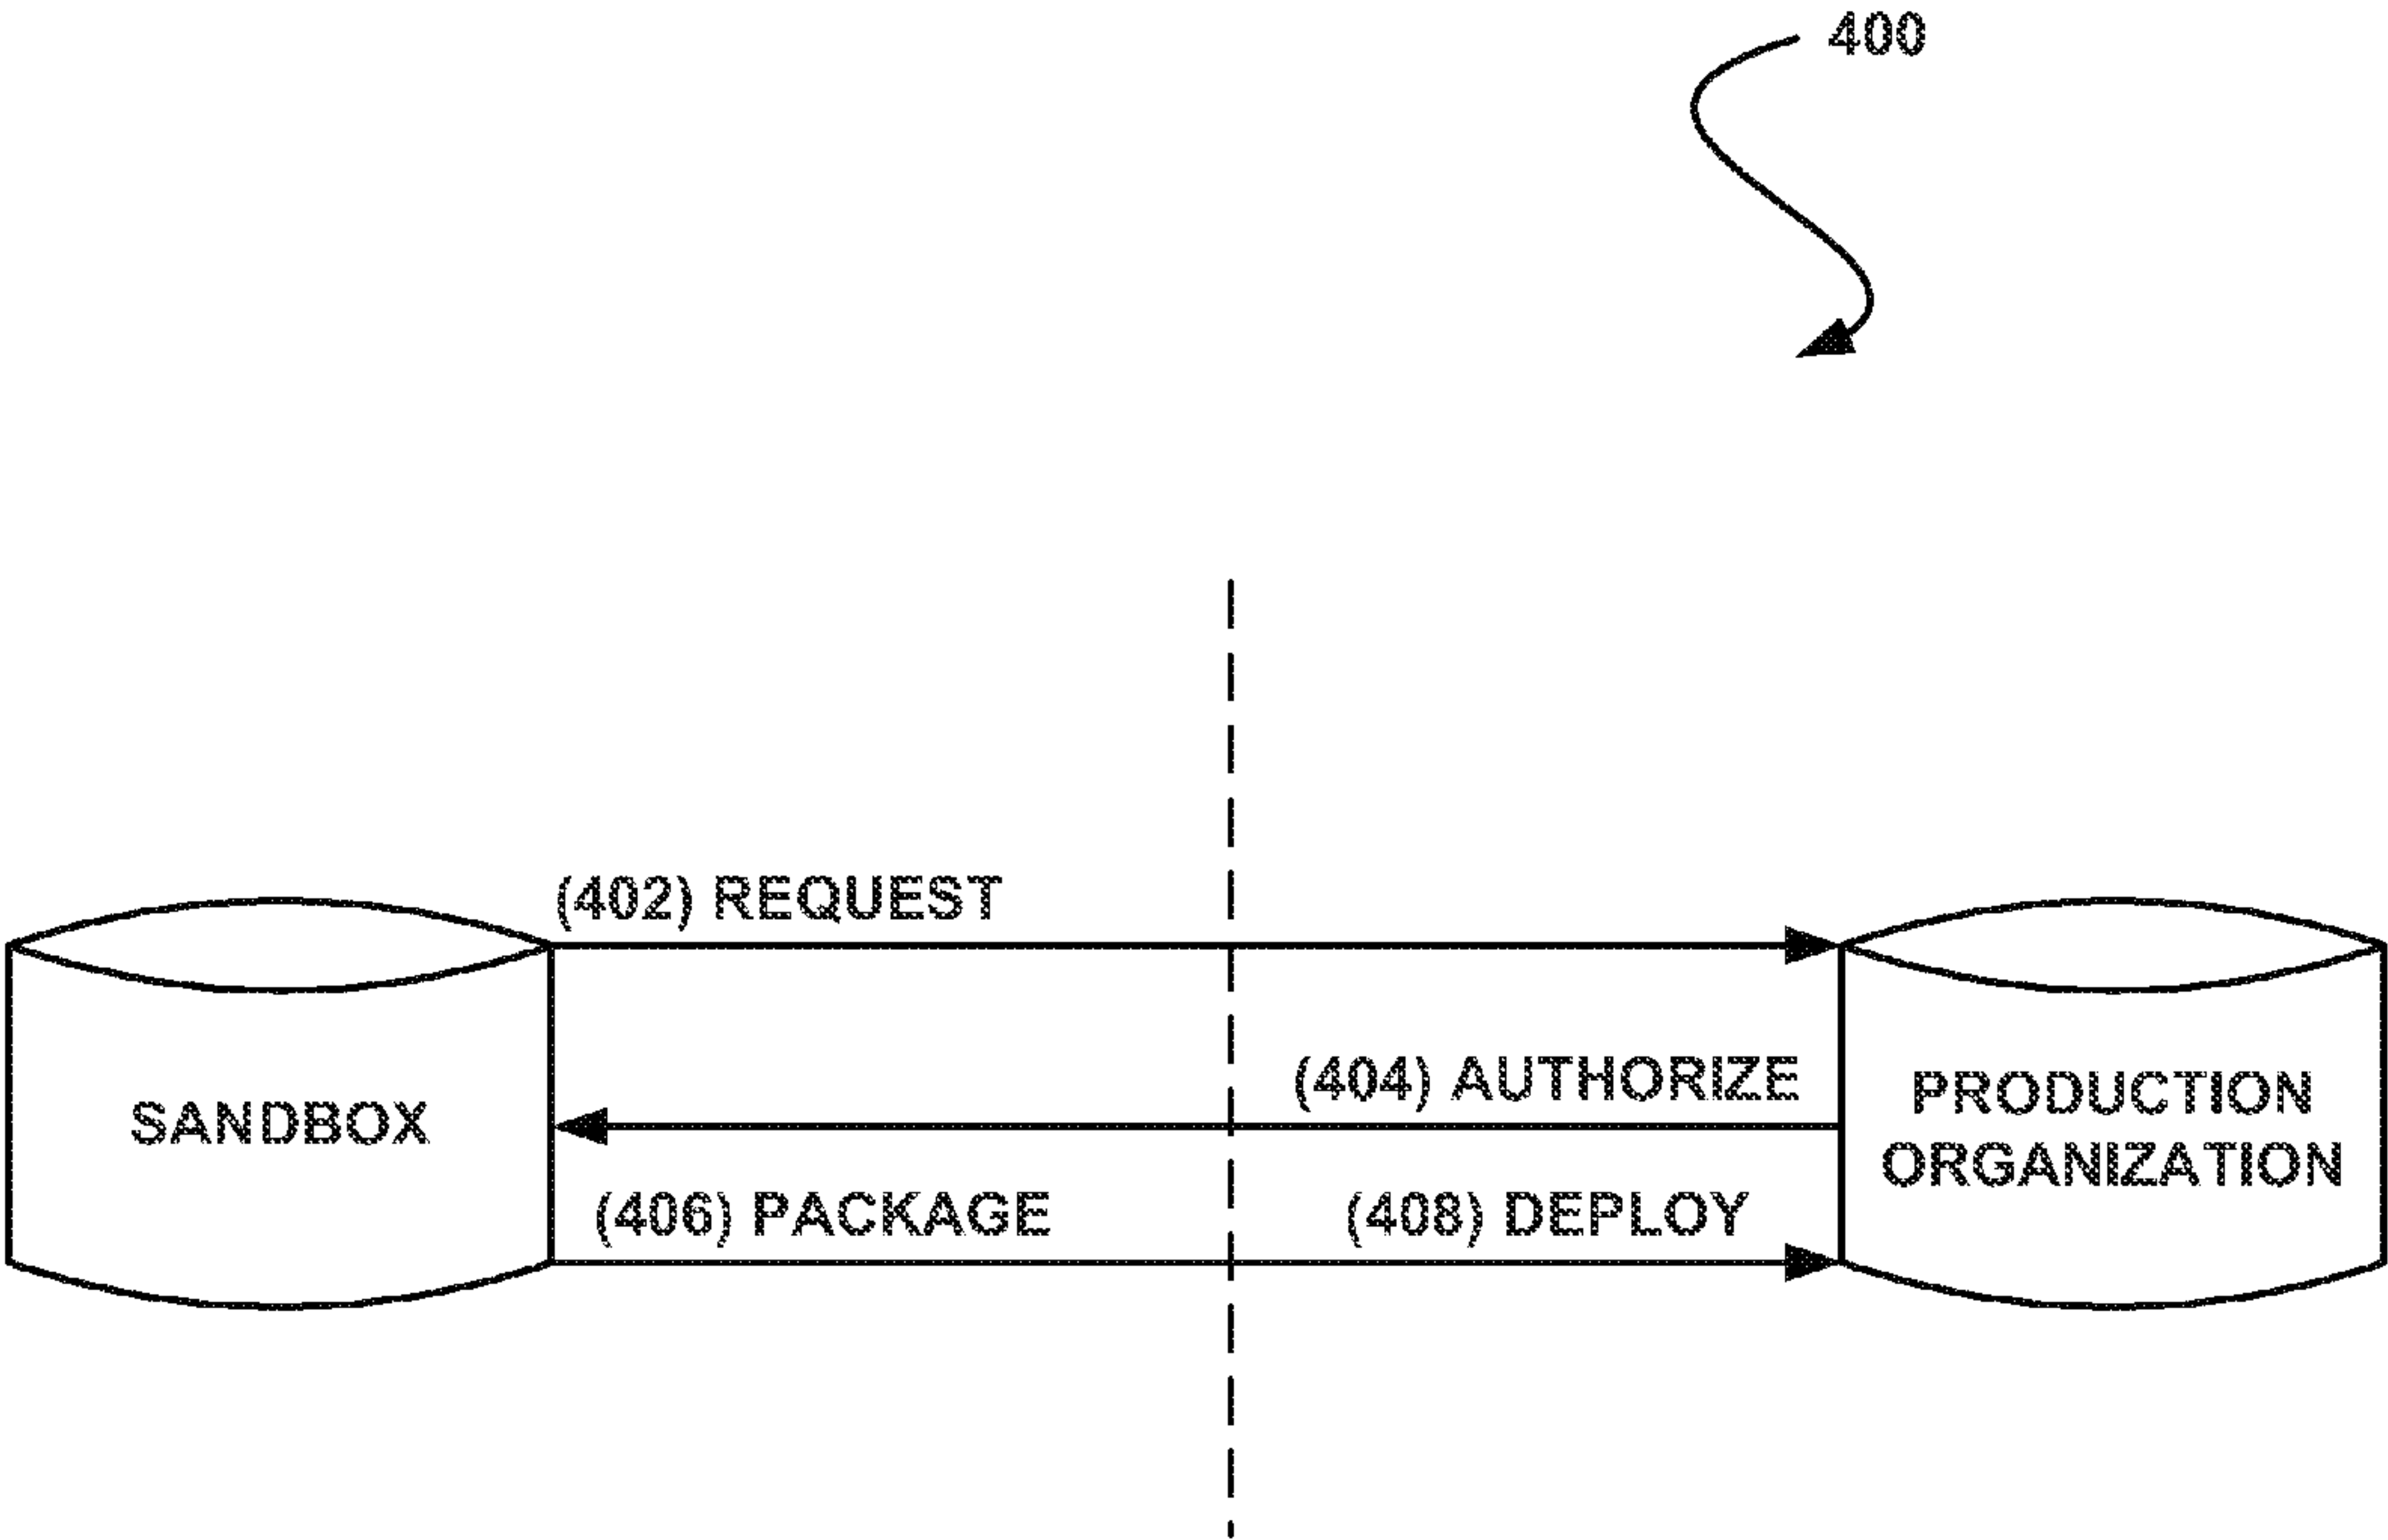 400
(402) REQUEST
(404) AUTHORIZE
SANDBOX
PRODUCTION
ORGANIZATION
(406) PACKAGE
(408) DEPLOY